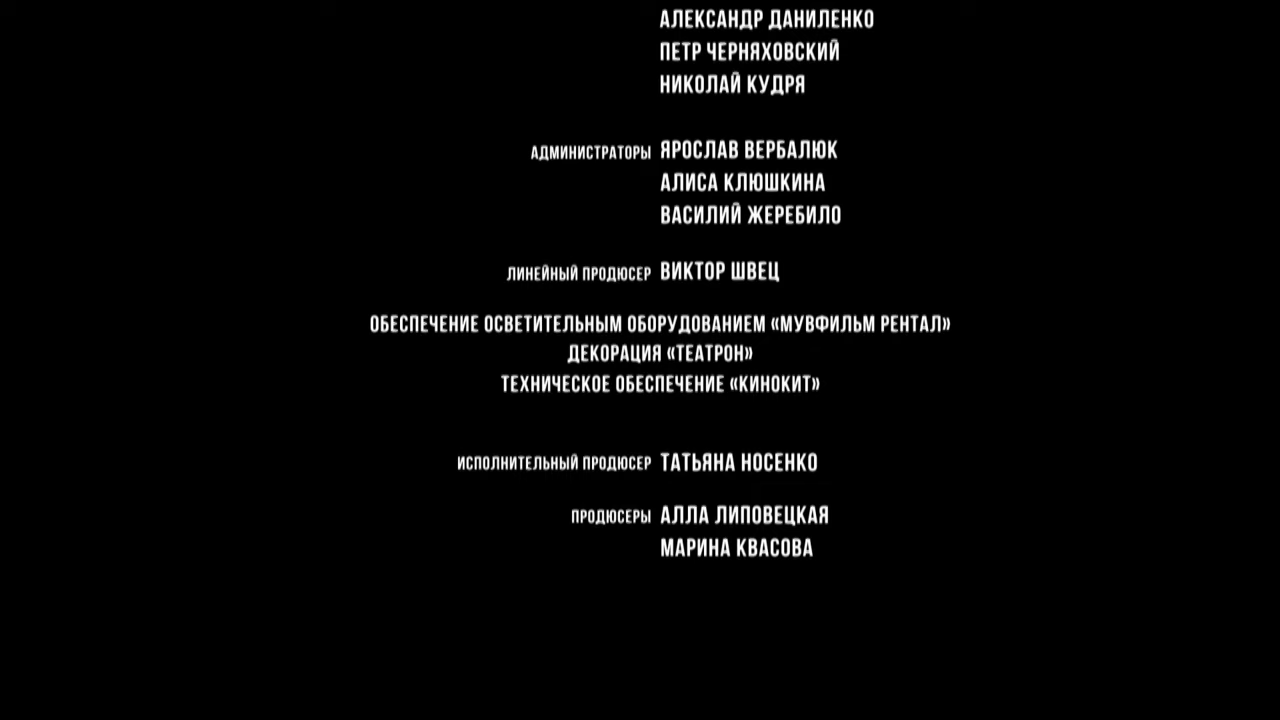 АЛЕКСАНДР ДАНИЛЕНКО
ПЕТР ЧЕРНЯХОВСКИЙ
НИКОЛАЙ КУДРЯ
АДМИНИСТРАТОРЫ ЯРОСЛАВ ВЕРБАЛЮК
АЛИСА КЛЮШКИНА
ВАСИЛИЙ ЖЕРЕБИЛО
ЛИНЕЙНЫЙ ПРОДЮСЕР ВИКТОР ШВЕЦ
ОБЕСПЕЧЕНИЕ ОСВЕТИТЕЛЬНЫМ ОБОРУДОВАНИЕМ «МУВФИЛЬМ РЕНТАЛ»
ДЕКОРАЦИЯ «ТЕАТРОН»
ТЕХНИЧЕСКОЕ ОБЕСПЕЧЕНИЕ «КИНОКИТ»
ИСПОЛНИТЕЛЬНЫЙ ПРОДЮСЕР ТАТЬЯНА НОСЕНКО
ПРОДЮСЕРЫ АЛЛА ЛИПОВЕЦКАЯ
МАРИНА КВАСОВА